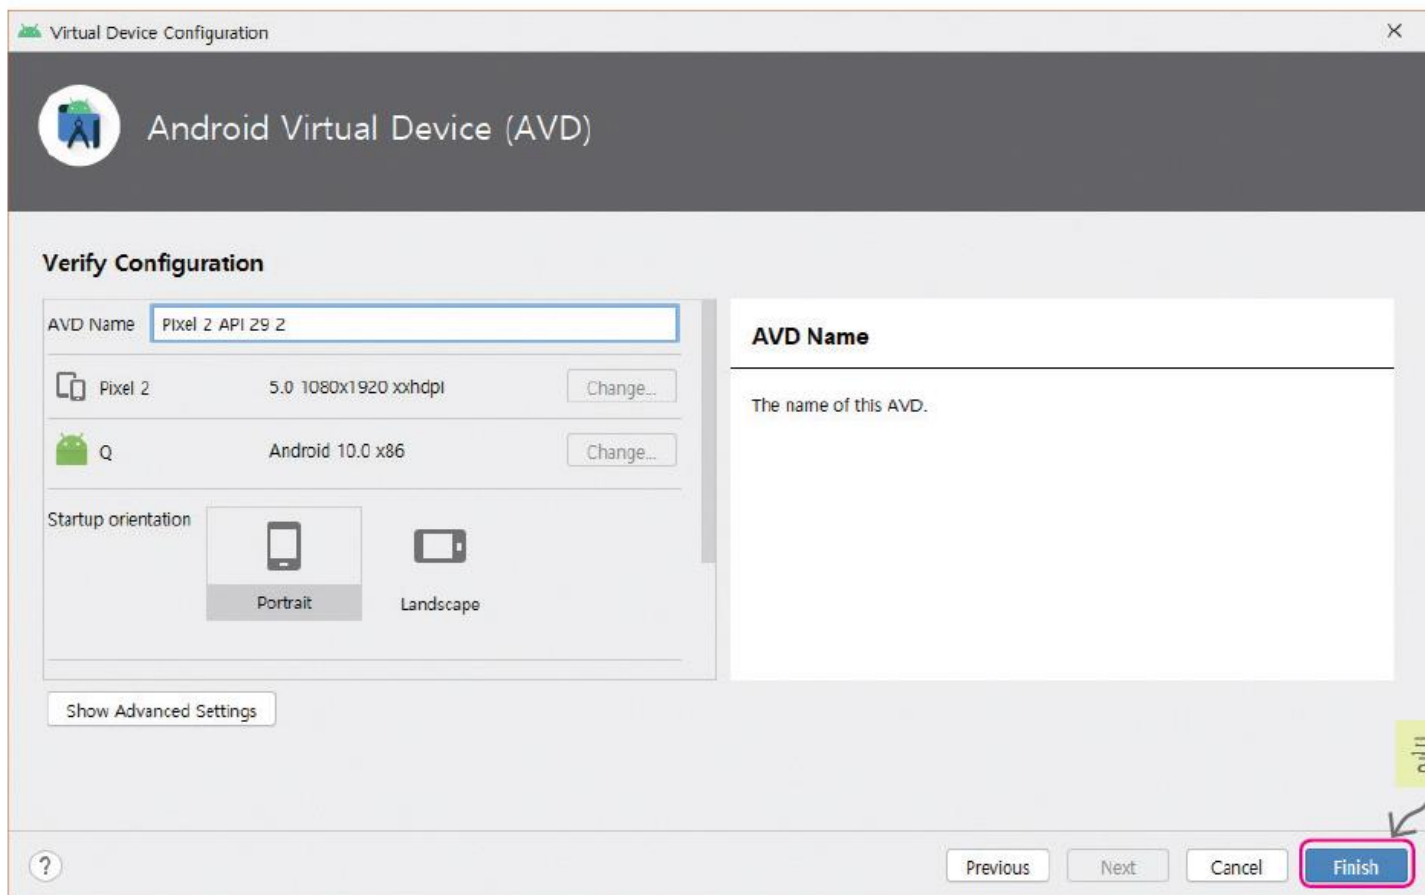 Virtual Device Configuration
Android Virtual Device (AVD)
Verify Configuration
AVD Name Pixel 2 API 29 2
Pixel 2 5.0 1080x1920 xxhdpi Change...
Q Android 10.0 x86 Change...
Startup orientation
Portrait
Landscape
Show Advanced Settings
AVD Name
The name of this AVD.
?
Previous Next Cancel Finish